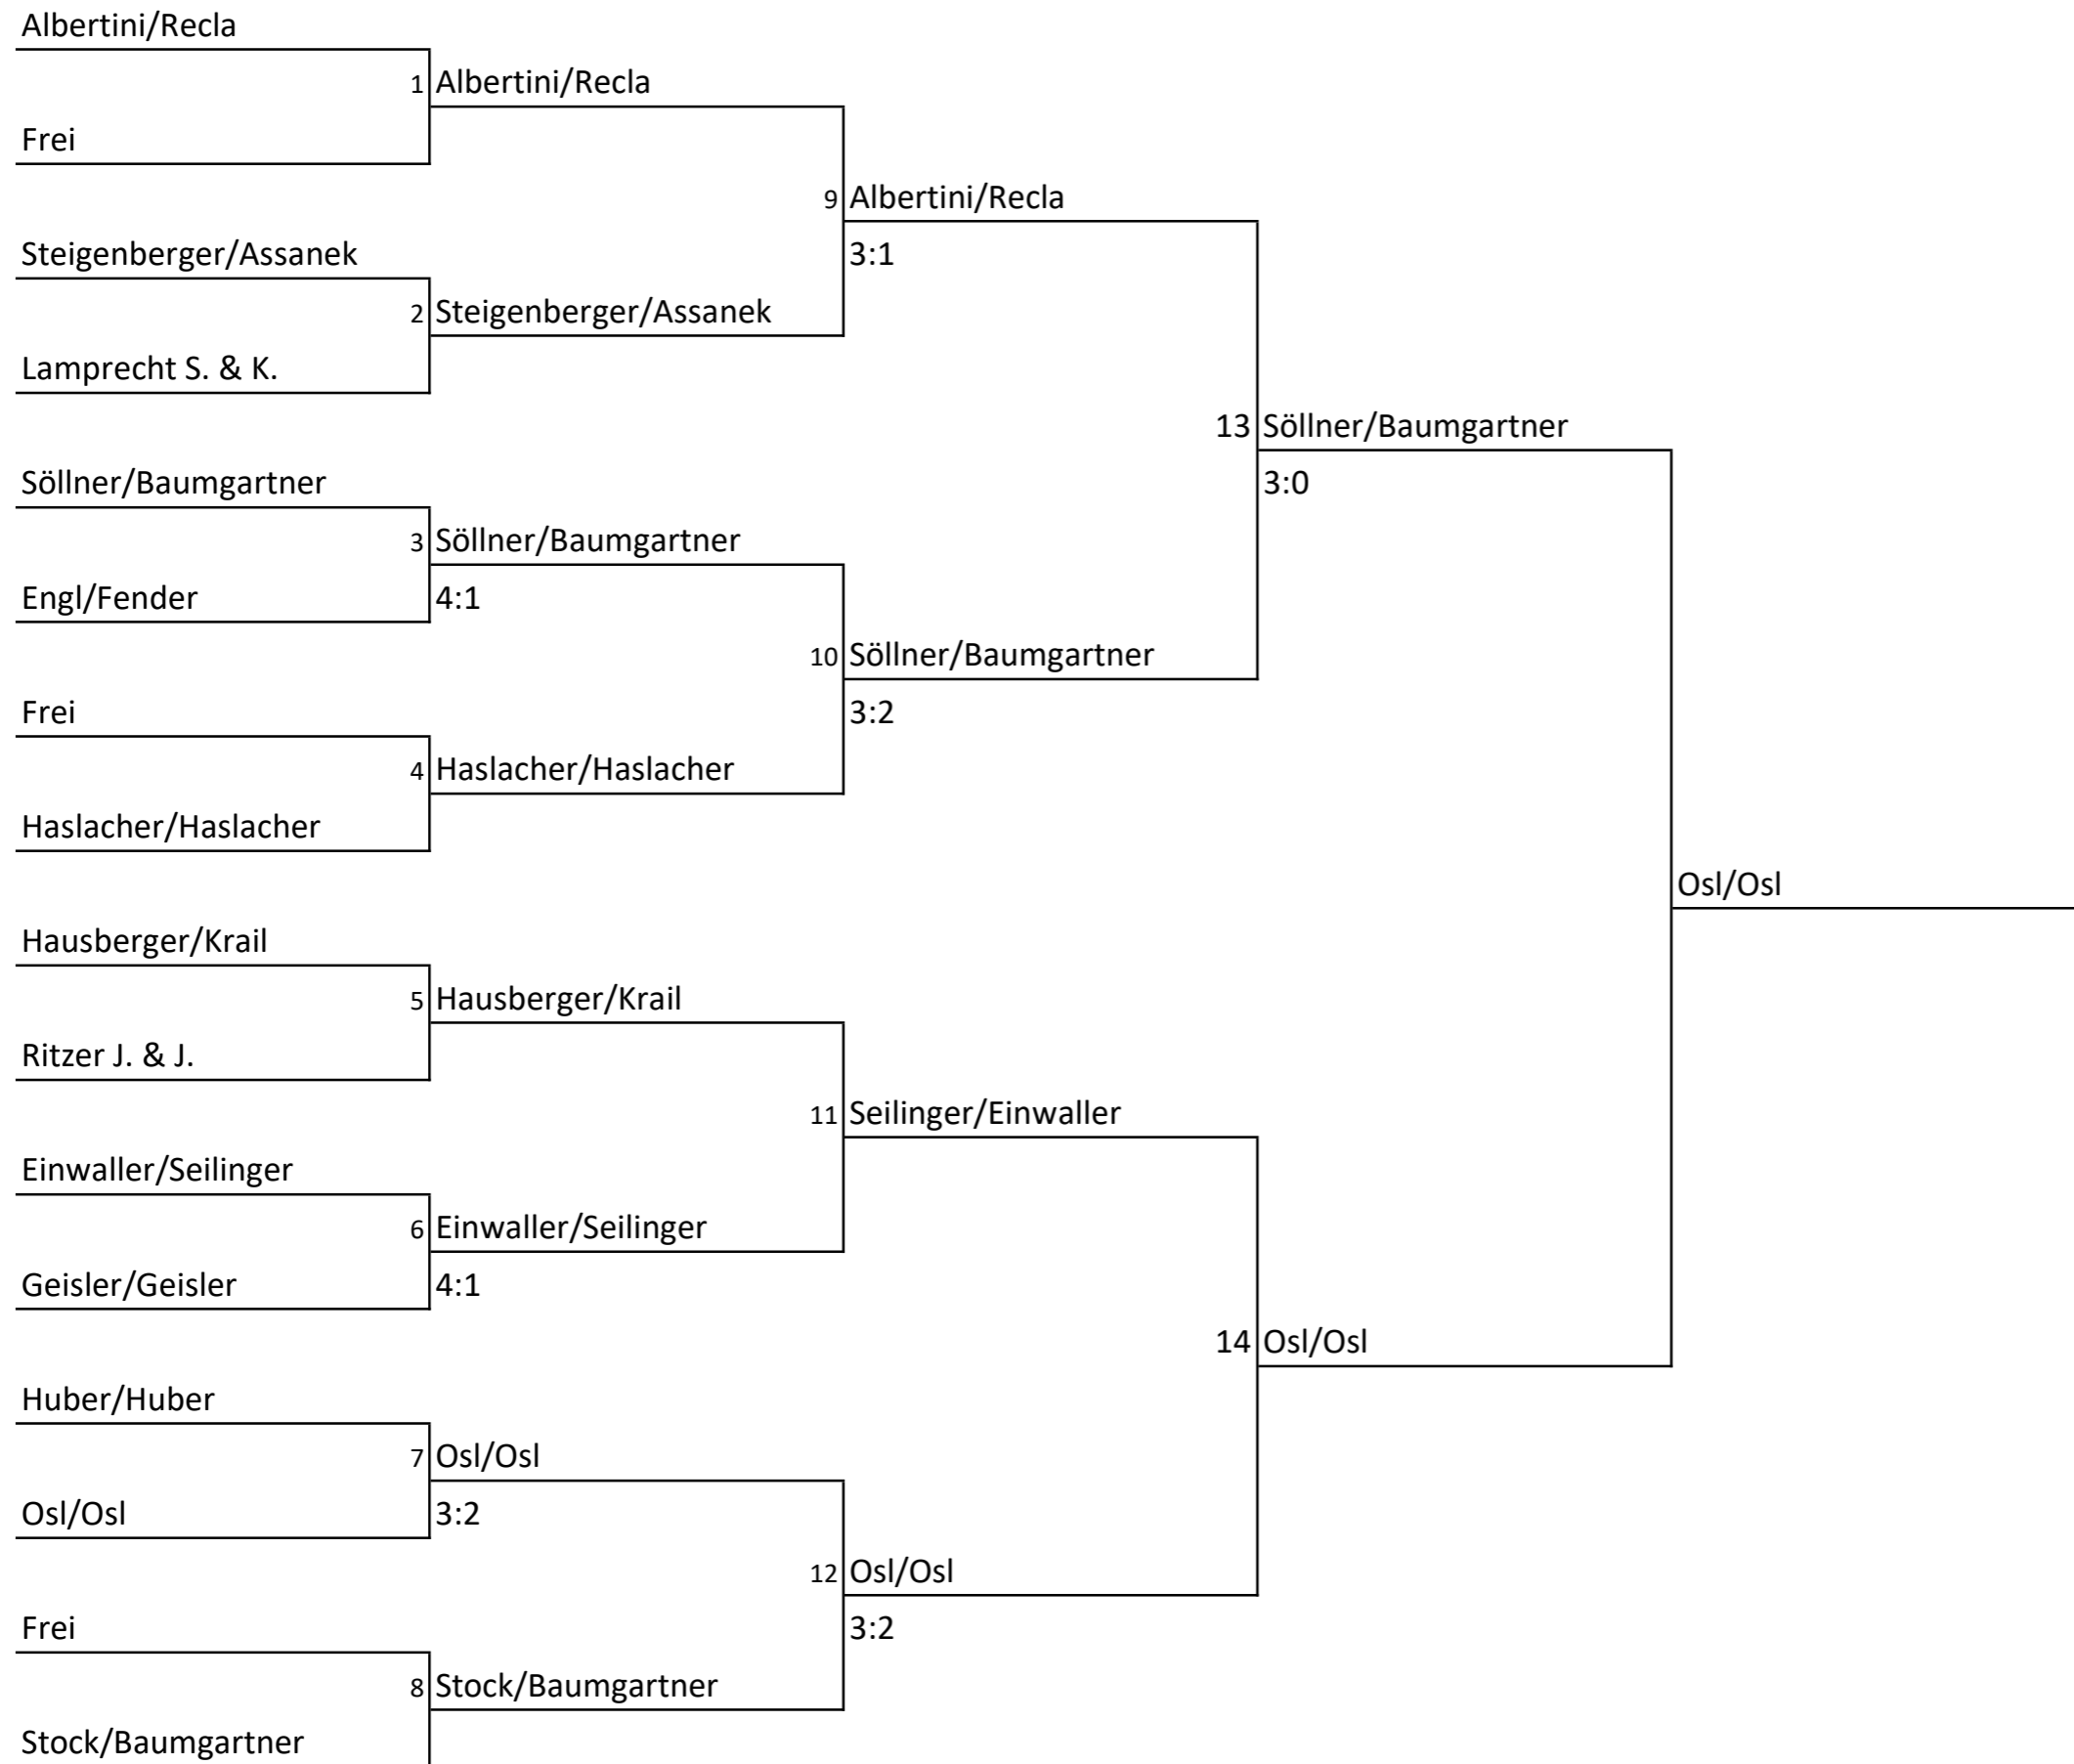 Albertini/Recla
1 Albertini/Recla
Frei
9 Albertini/Recla
Steigenberger/Assanek
3:1
2 Steigenberger/Assanek
Lamprecht S. & K.
13 Söllner/Baumgartner
Söllner/Baumgartner
3:0
3 Söllner/Baumgartner
Engl/Fender
4:1
10 Söllner/Baumgartner
Frei
3:2
4 Haslacher/Haslacher
Haslacher/Haslacher
Osl/Osl
Hausberger/Krail
5 Hausberger/Krail
Ritzer J. & J.
11 Seilinger/Einwaller
Einwaller/Seilinger
6 Einwaller/Seilinger
Geisler/Geisler
4:1
14 Osl/Osl
Huber/Huber
7 Osl/Osl
Osl/Osl
3:2
12 Osl/Osl
Frei
3:2
8 Stock/Baumgartner
Stock/Baumgartner